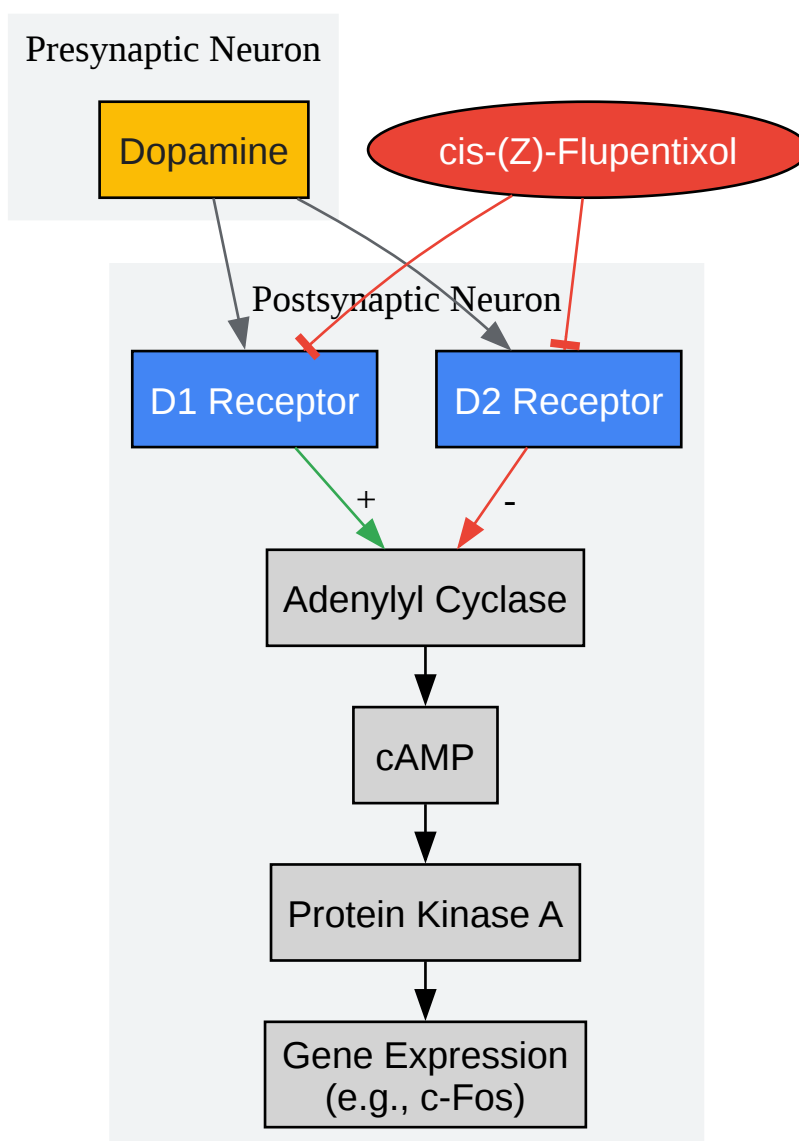 Presynaptic Neuron
Dopamine
cis-(Z)-Flupentixol
Postsynaptic Neuron
D1 Receptor
D2 Receptor
+
-
Adenylyl Cyclase
cAMP
Protein Kinase A
Gene Expression
(e.g., c-Fos)